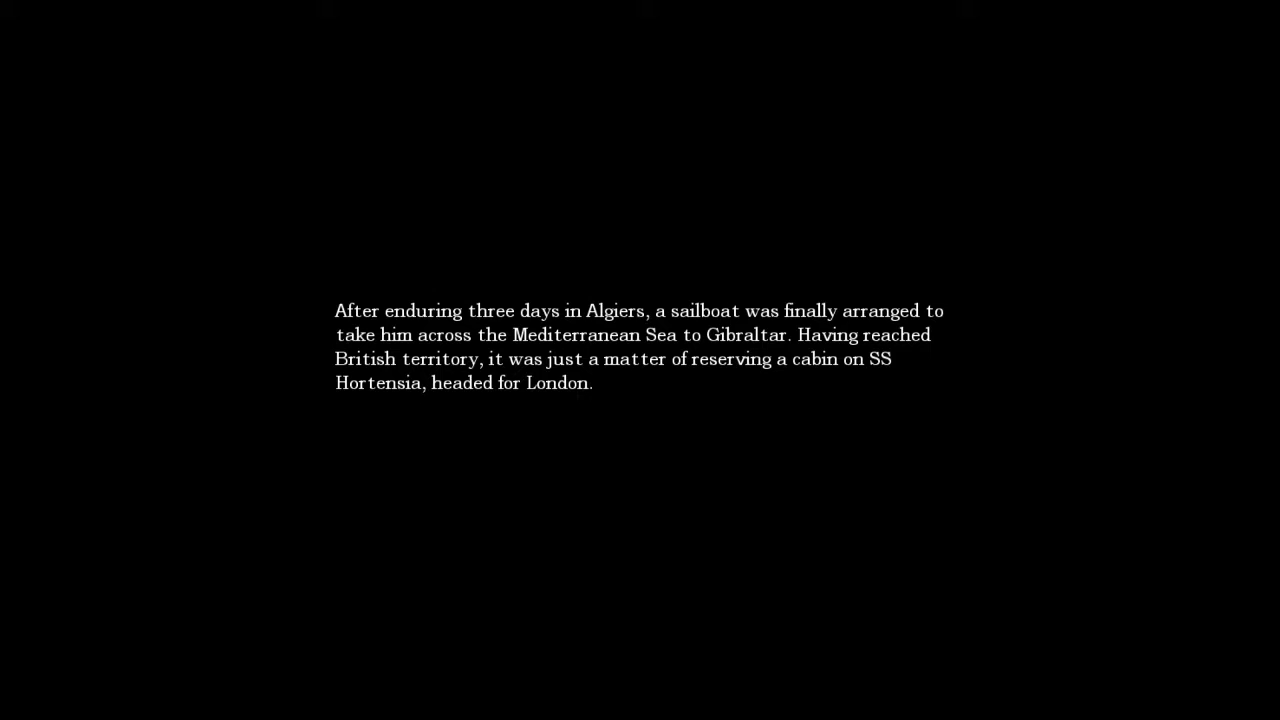 After enduring three days in Algiers, a sailboat was finally arranged to
take him across the Mediterranean Sea to Gibraltar. Having reached
British territory, it was just a matter of reserving a cabin on SS
Hortensia, headed for London.